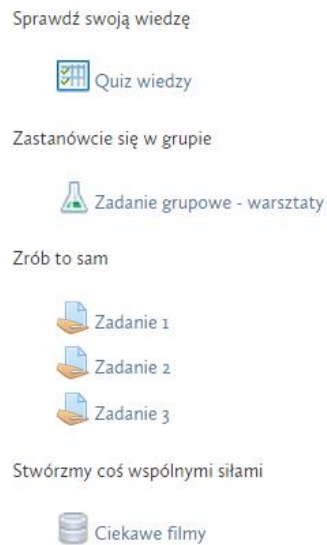 Sprawdź swoją wiedzę
Quiz wiedzy
Zastanówcie się w grupie
Zadanie grupowe - warsztaty
Zrób to sam
Zadanie 1
Zadanie 2
Zadanie 3
Stwórzmy coś wspólnymi siłami
Ciekawe filmy